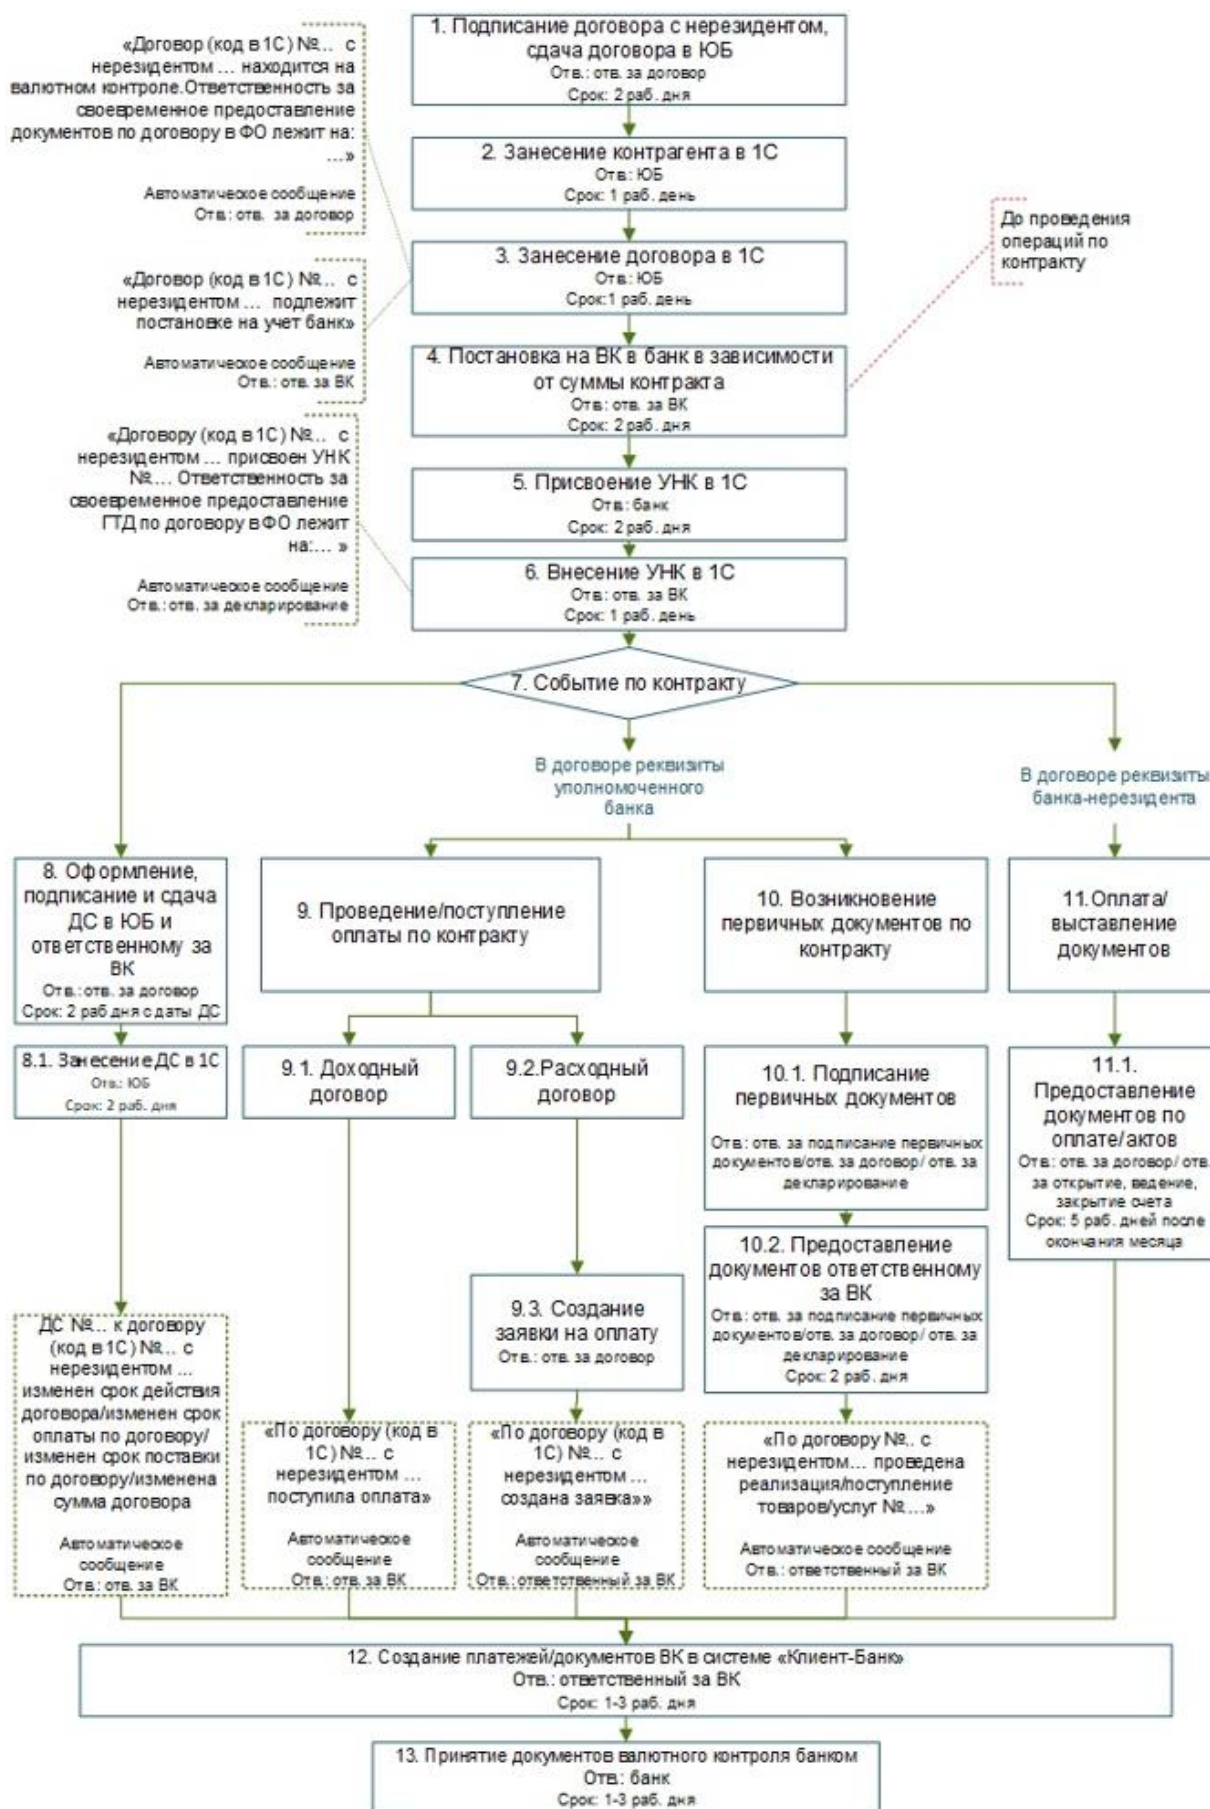 1. Подписание договора с нерезидентом,
сдача договора в ЮБ
Отв.: отв. за договор
Срок: 2 раб. дня
«Договор (код в 1С) №... с
нерезидентом ... находится на
валютном контроле.Ответственность за
своевременное предоставление
документов по договору в ФО лежит на:
...»
Автоматическое сообщение
Отв.: отв. за договор
2. Занесение контрагента в 1С
Отв.: ЮБ
Срок: 1 раб. день
До проведения
операций по
контракту
3. Занесение договора в 1С
Отв.: ЮБ
Срок:1 раб. день
«Договор (код в 1С) №... с
нерезидентом ... подлежит
постановке на учет банк»
Автоматическое сообщение
Отв.: отв. за ВК
4. Постановка на ВК в банк в зависимости
от суммы контракта
Отв.: отв. за ВК
Срок: 2 раб. дня
«Договору (код в 1С) №... с
нерезидентом ... присвоен УНК
№... Ответственность за
своевременное предоставление
ГТД по договору в ФО лежит
на:... »
Автоматическое сообщение
Отв.: отв. за декларирование
5. Присвоение УНК в 1С
Отв.: банк
Срок: 2 раб. дня
6. Внесение УНК в 1С
Отв.: отв. за ВК
Срок: 1 раб. день
7. Событие по контракту
В договоре реквизиты
уполномоченного
банка
В договоре реквизиты
банка-нерезидента
8. Оформление,
подписание и сдача
ДС в ЮБ и
ответственному за
ВК
Отв.: отв. за договор
Срок: 2 раб дня с даты ДС
9. Проведение/поступление
оплаты по контракту
10. Возникновение
первичных документов по
контракту
11.Оплата/
выставление
документов
8.1. Занесение ДС в 1С
Отв.: ЮБ
Срок: 2 раб. дня
9.1. Доходный
договор
9.2.Расходный
договор
10.1. Подписание
первичных документов
Отв.: отв. за подписание первичных
документов/отв. за договор/ отв. за
декларирование
11.1.
Предоставление
документов по
оплате/актов
Отв.: отв. за договор/ отв.
за открытие, ведение,
закрытие счета
Срок: 5 раб. дней после
окончания месяца
10.2. Предоставление
документов ответственному
за ВК
Отв.: отв. за подписание первичных
документов/отв. за договор/ отв. за
декларирование
Срок: 2 раб. дня
9.3. Создание
заявки на оплату
Отв.: отв. за договор
ДС №... к договору
(код в 1С) №... с
нерезидентом ...
изменен срок действия
договора/изменен срок
оплаты по договору/
изменен срок поставки
по договору/изменена
сумма договора
Автоматическое
сообщение
Отв.: отв. за ВК
«По договору (код в
1С) №... с
нерезидентом ...
поступила оплата»
Автоматическое
сообщение
Отв.: отв. за ВК
«По договору (код в
1С) №... с
нерезидентом ...
создана заявка»»
Автоматическое
сообщение
Отв.: ответственный за ВК
«По договору №.. с
нерезидентом... проведена
реализация/поступление
товаров/услуг №...»
Автоматическое сообщение
Отв.: ответственный за ВК
12. Создание платежей/документов ВК в системе «Клиент-Банк»
Отв.: ответственный за ВК
Срок: 1-3 раб. дня
13. Принятие документов валютного контроля банком
Отв.: банк
Срок: 1-3 раб. дня